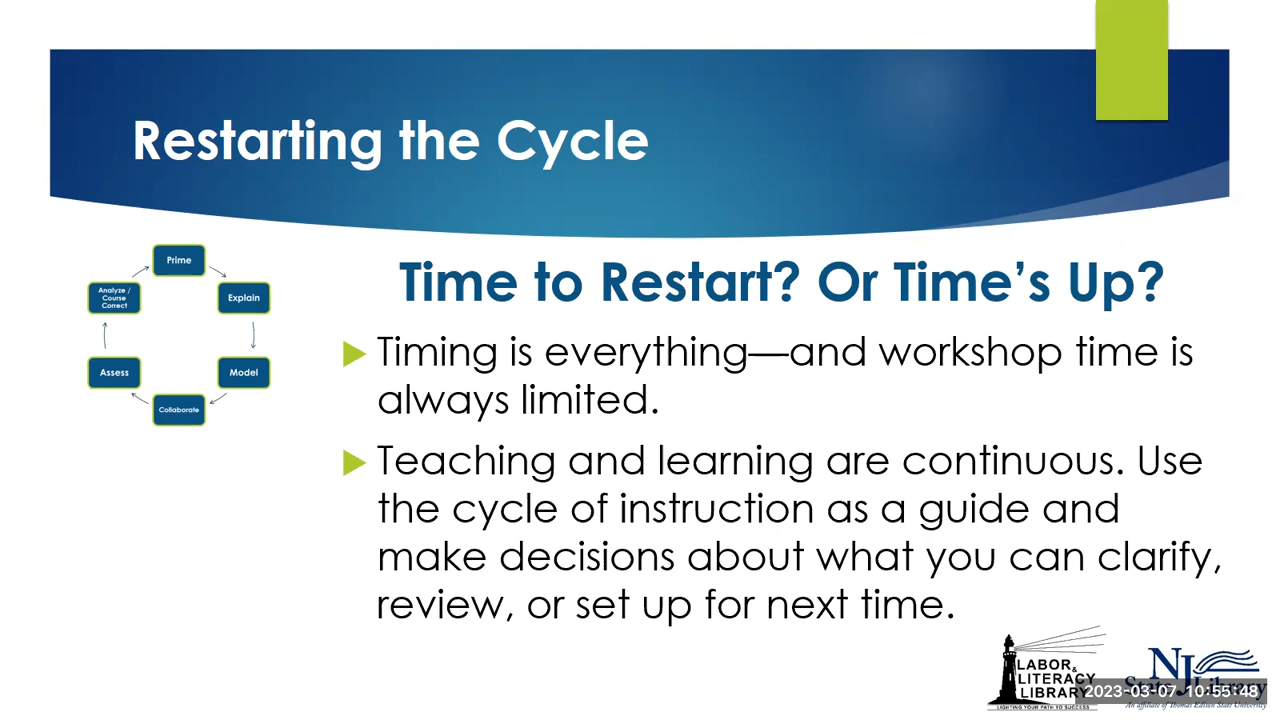 Restarting the Cycle
Prime
Explain
Model
Collaborate
Assess
Analyze /
Course
Correct
Time to Restart? Or Time’s Up?
Timing is everything—and workshop time is
always limited.
Teaching and learning are continuous. Use
the cycle of instruction as a guide and
make decisions about what you can clarify,
review, or set up for next time.
LABOR &
LITERACY
LIBRARY
LIGHTING YOUR PATH TO SUCCESS
NJ
State Library
An affiliate of Thomas Edison State University
2023-03-07 10:55:48